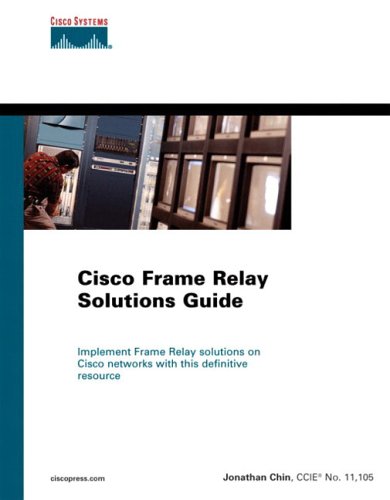 CISCO SYSTEMS
Cisco Frame Relay
Solutions Guide
Implement Frame Relay solutions on
Cisco networks with this definitive
resource
ciscopress.com
Jonathan Chin, CCIE® No. 11,105